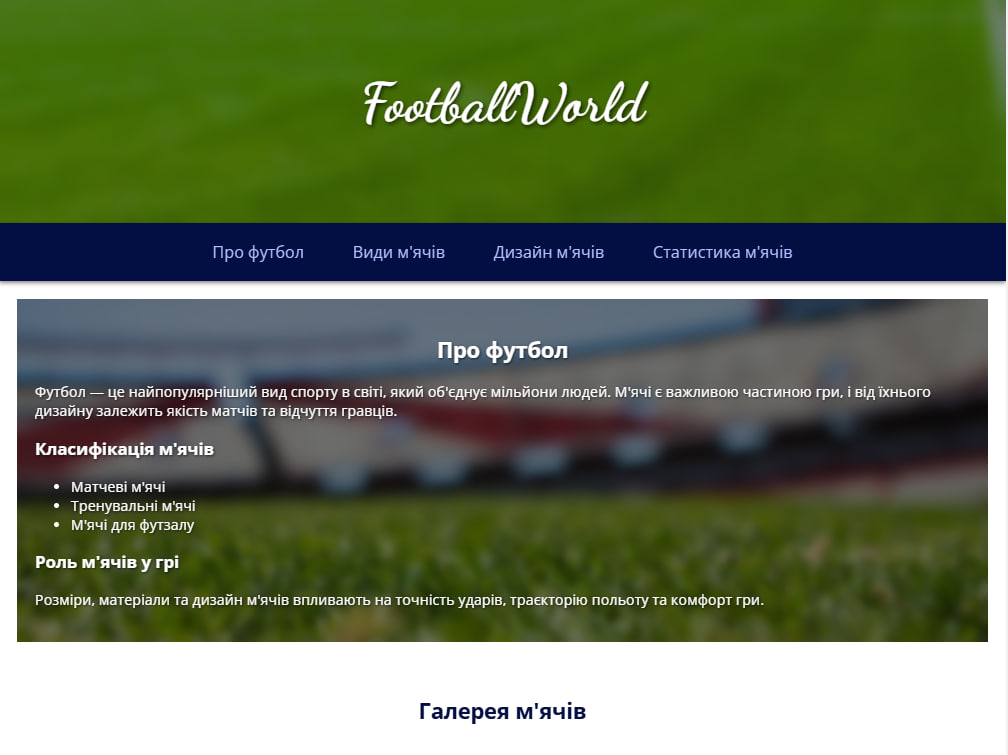 FootballWorld
Про футбол Види м'ячів Дизайн м'ячів Статистика м'ячів
Про футбол
Футбол — це найпопулярніший вид спорту в світі, який об'єднує мільйони людей. М'ячі є важливою частиною гри, і від їхнього
дизайну залежить якість матчів та відчуття гравців.
Класифікація м'ячів
• Матчеві м'ячі
• Тренувальні м'ячі
• М'ячі для футзалу
Роль м'ячів у грі
Розміри, матеріали та дизайн м'ячів впливають на точність ударів, траєкторію польоту та комфорт гри.
Галерея м'ячів